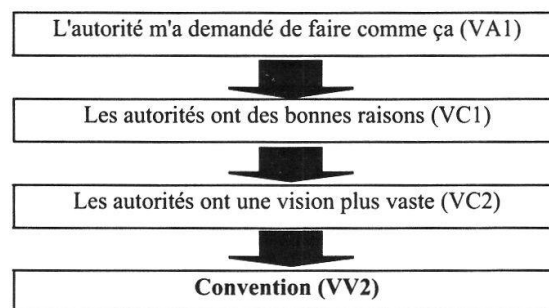 L'autorité m'a demandé de faire comme ça (VA1)
Les autorités ont des bonnes raisons (VC1)
Les autorités ont une vision plus vaste (VC2)
Convention (VV2)